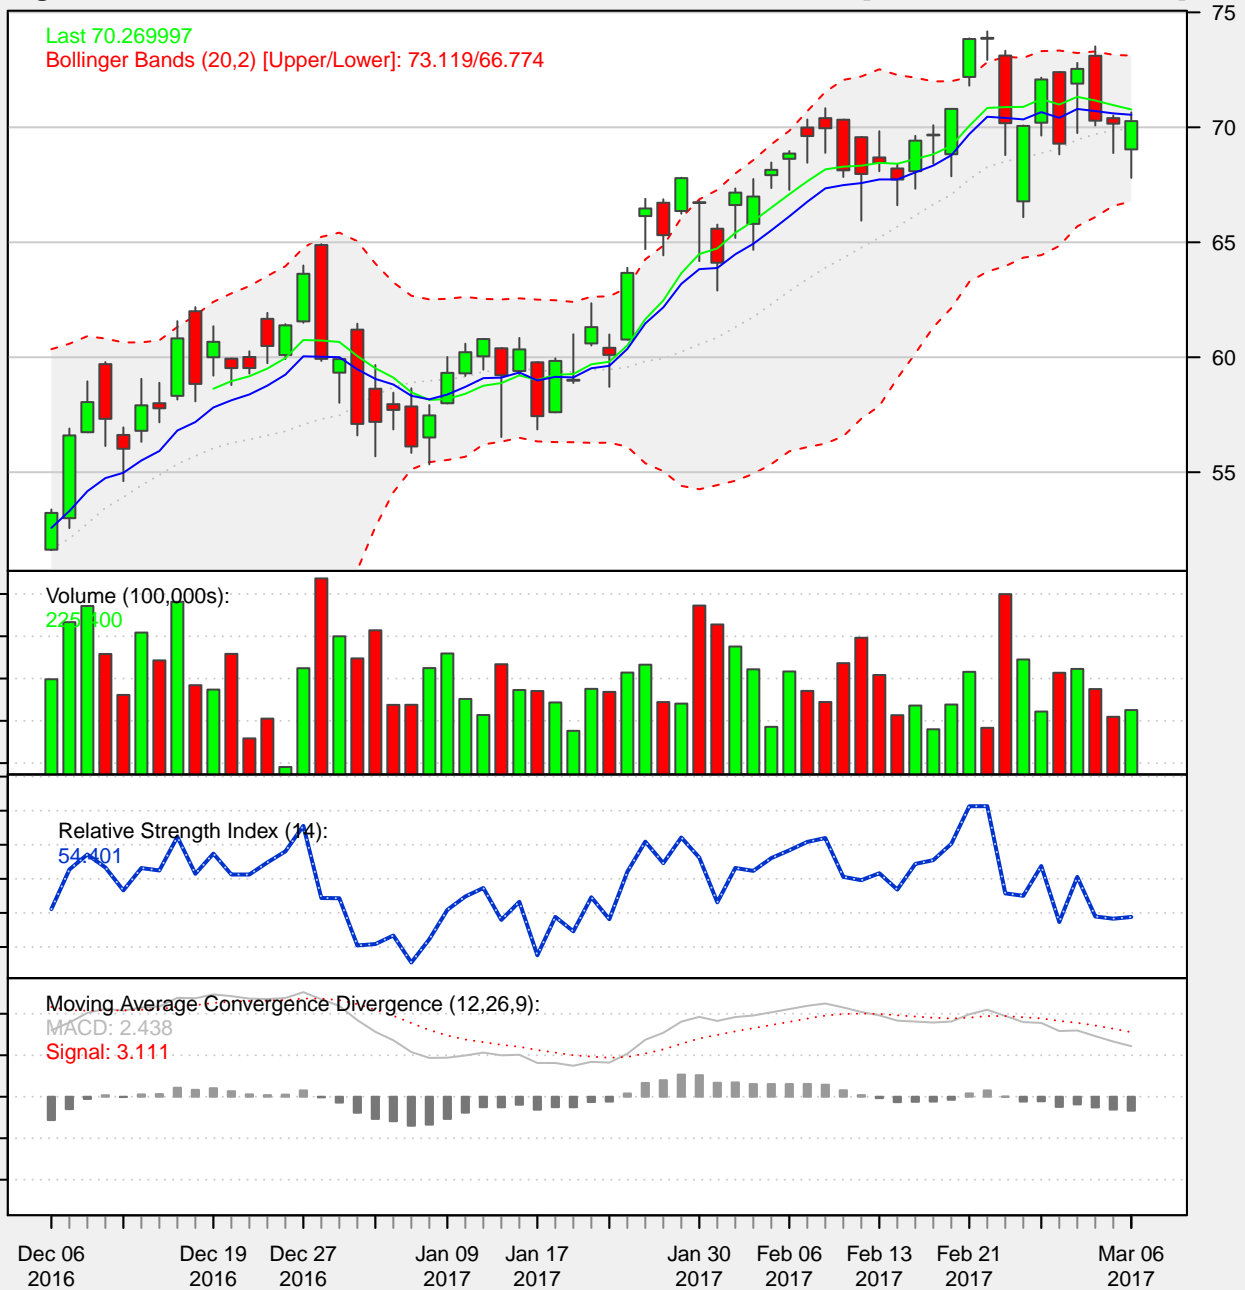 75
Last 70.269997
Bollinger Bands (20,2) [Upper/Lower]: 73.119/66.774
70
65
60
55
Volume (100,000s):
225,400
Relative Strength Index (14):
54.401
Moving Average Convergence Divergence (12,26,9):
MACD: 2.438
Signal: 3.111
Dec 06 Dec 19 Dec 27 Jan 09 Jan 17 Jan 30 Feb 06 Feb 13 Feb 21 Mar 06
2016 2016 2016 2017 2017 2017 2017 2017 2017 2017